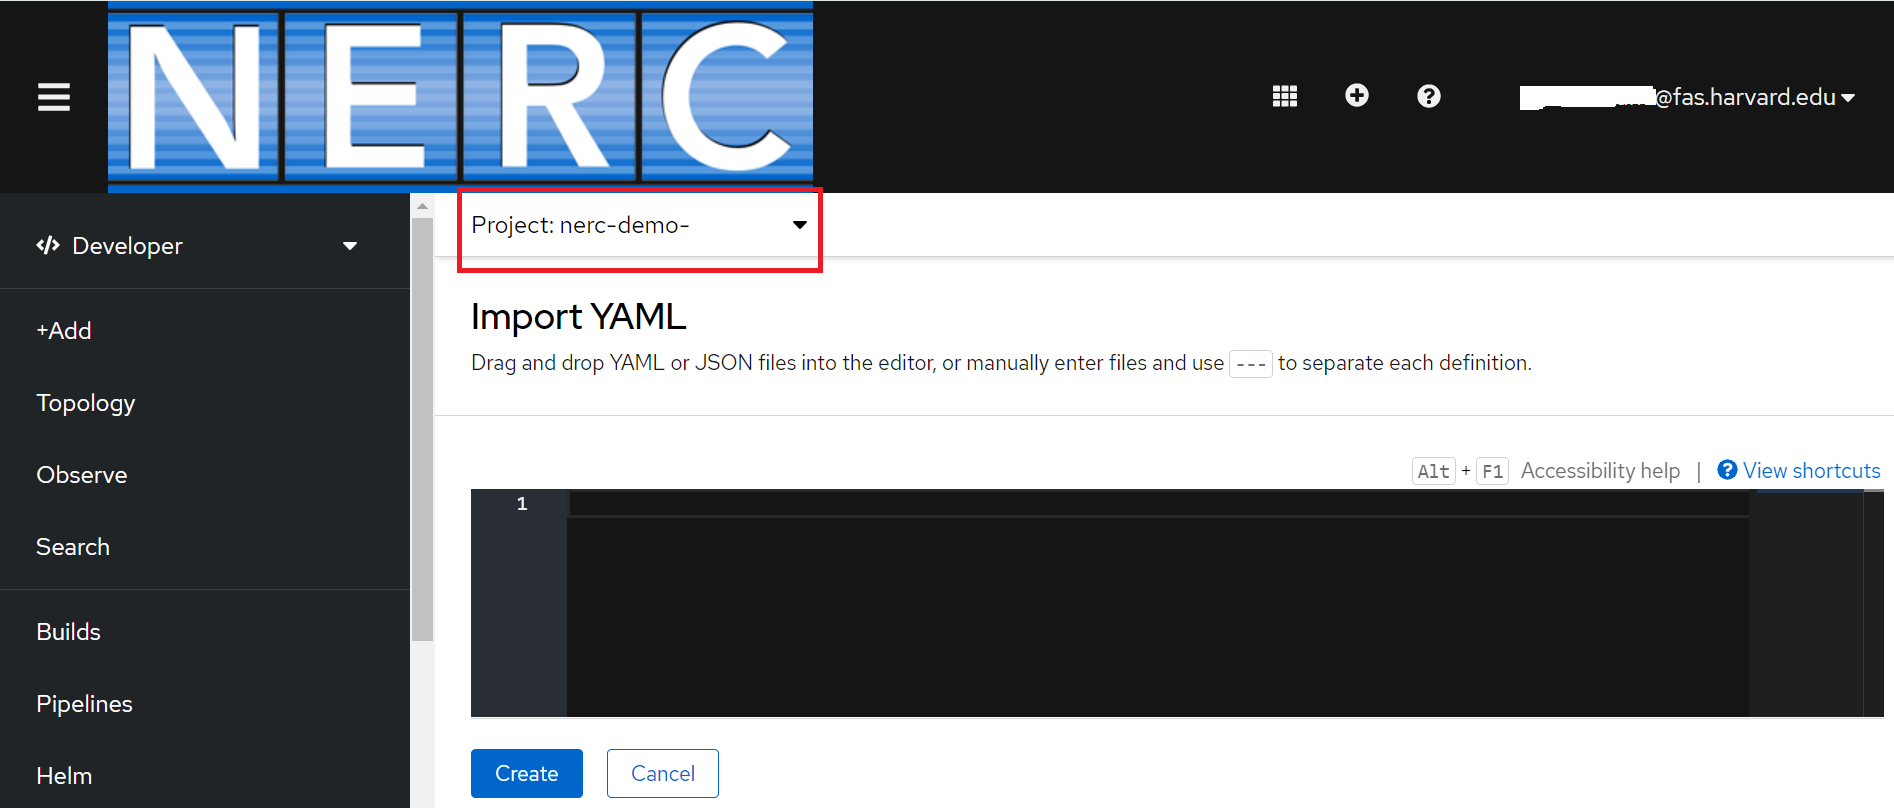 NERC
@fas.harvard.edu
Project: nerc-demo-
Developer
+Add
Topology
Observe
Search
Builds
Pipelines
Helm
Import YAML
Drag and drop YAML or JSON files into the editor, or manually enter files and use --- to separate each definition.
Alt + F1 Accessibility help | View shortcuts
1
Create Cancel